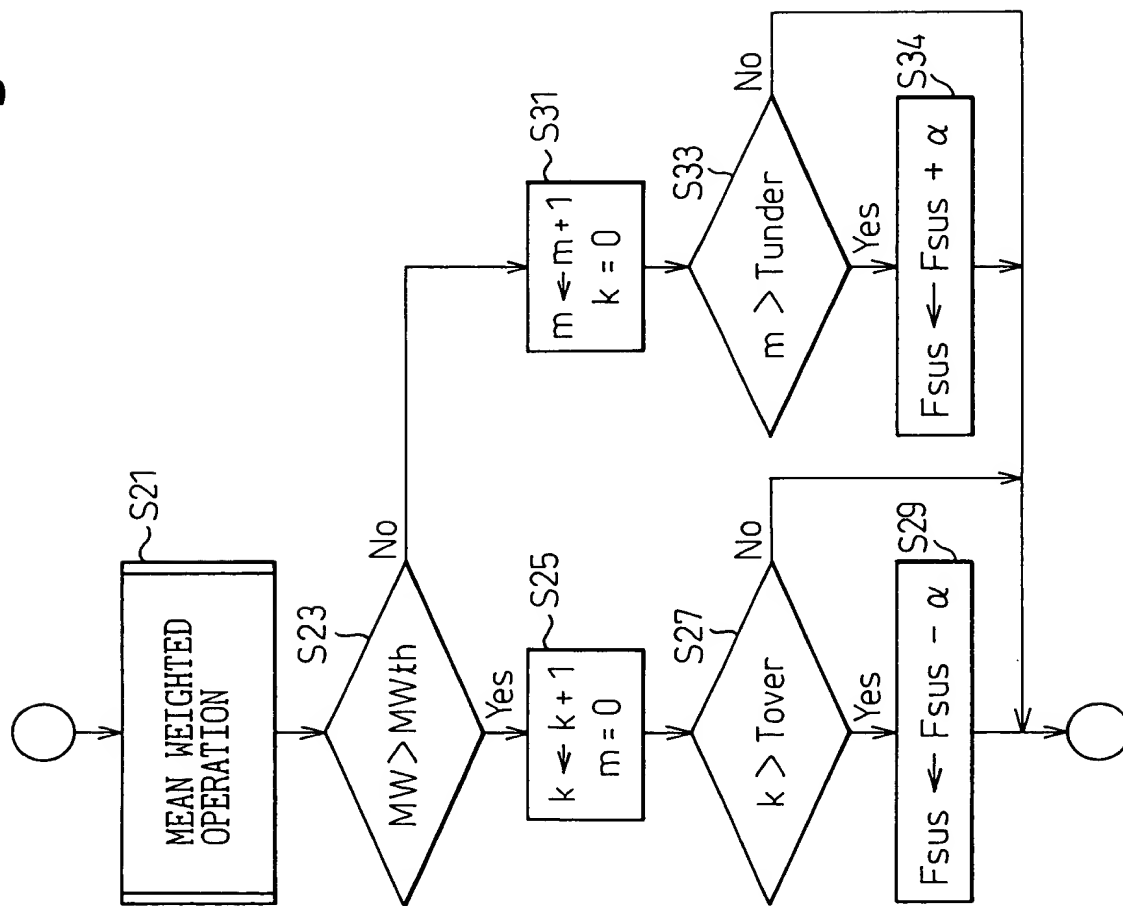 S21
MEAN WEIGHTED
OPERATION
S23
MW > MWth
No
Yes
S25
k ← k + 1
m = 0
S27
k > Tover
No
Yes
S29
Fsus ← Fsus - α
S31
m ← m + 1
k = 0
S33
m > Tunder
No
Yes
S34
Fsus ← Fsus + α